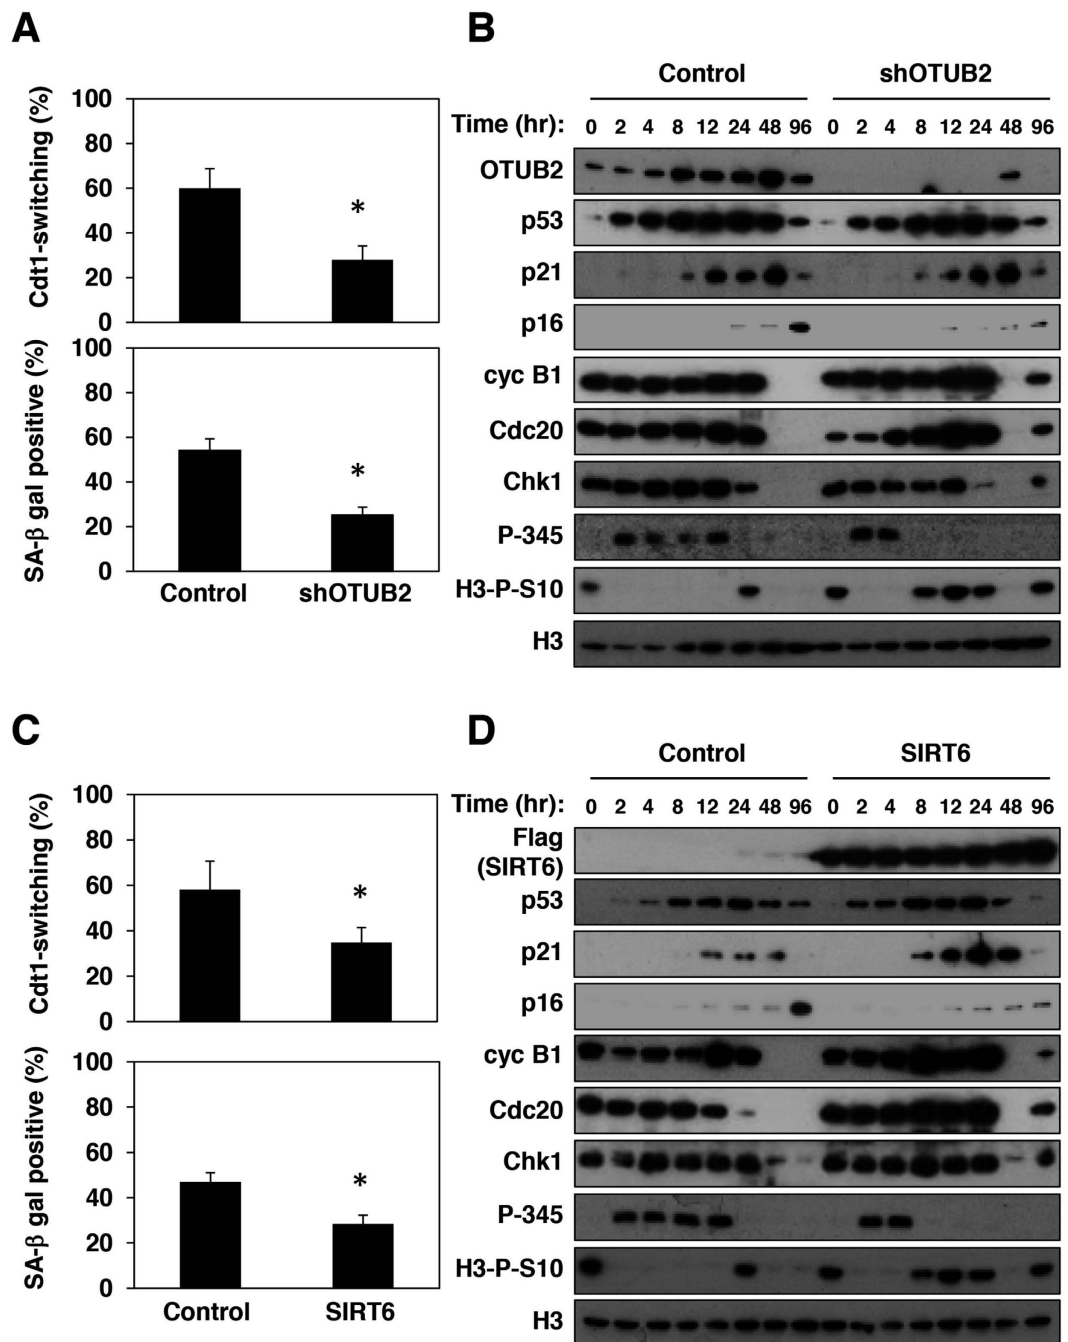 A
Cdt1-switching (%)
100
80
60
40
20
0
*
SA-β gal positive (%)
100
80
60
40
20
0
*
Control shOTUB2
B
Control shOTUB2
Time (hr): 0 2 4 8 12 24 48 96 0 2 4 8 12 24 48 96
OTUB2
p53
p21
p16
cyc B1
Cdc20
Chk1
P-345
H3-P-S10
H3
C
Cdt1-switching (%)
100
80
60
40
20
0
*
SA-β gal positive (%)
100
80
60
40
20
0
*
Control SIRT6
D
Control SIRT6
Time (hr): 0 2 4 8 12 24 48 96 0 2 4 8 12 24 48 96
Flag
(SIRT6)
p53
p21
p16
cyc B1
Cdc20
Chk1
P-345
H3-P-S10
H3